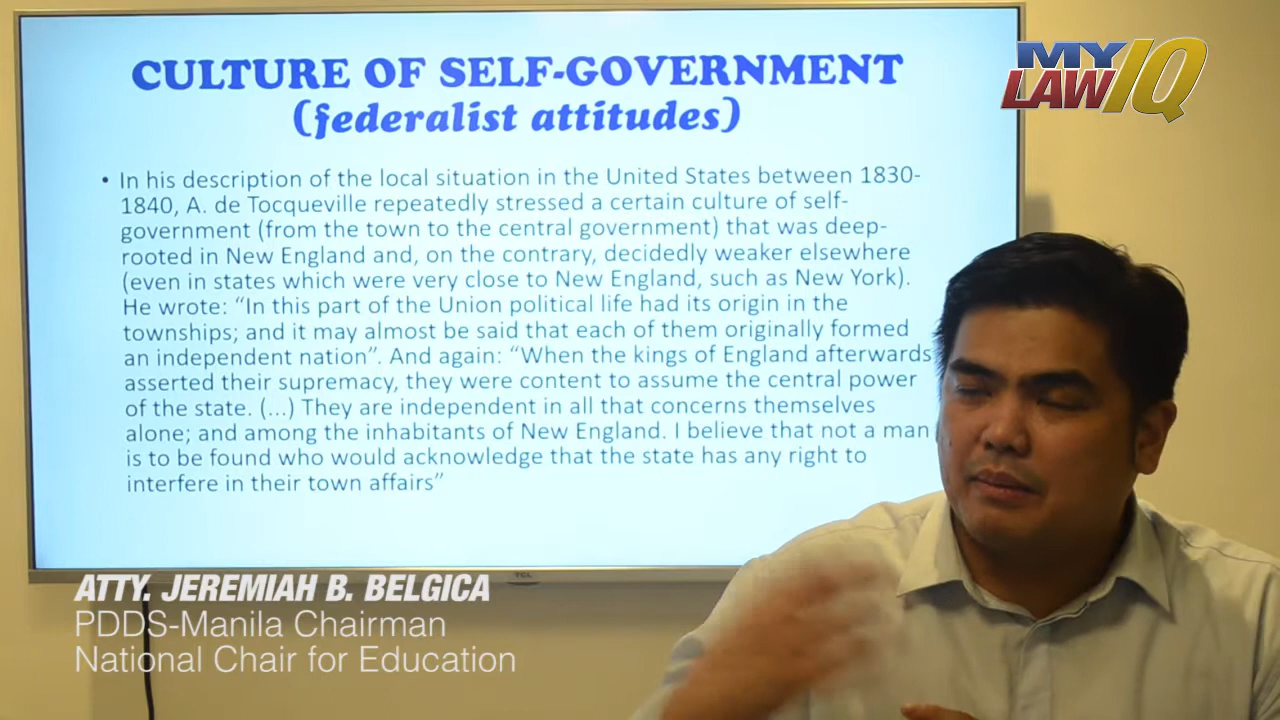 CULTURE OF SELF-GOVERNMENT
(federalist attitudes)
MY
LAW IQ
• In his description of the local situation in the United States between 1830-
1840, A. de Tocqueville repeatedly stressed a certain culture of self-
government (from the town to the central government) that was deep-
rooted in New England and, on the contrary, decidedly weaker elsewhere
(even in states which were very close to New England, such as New York).
He wrote: “In this part of the Union political life had its origin in the
townships; and it may almost be said that each of them originally formed
an independent nation”. And again: “When the kings of England afterwards
asserted their supremacy, they were content to assume the central power
of the state. (...) They are independent in all that concerns themselves
alone; and among the inhabitants of New England. I believe that not a man
is to be found who would acknowledge that the state has any right to
interfere in their town affairs”
TCL
ATTY. JEREMIAH B. BELGICA
PDDS-Manila Chairman
National Chair for Education